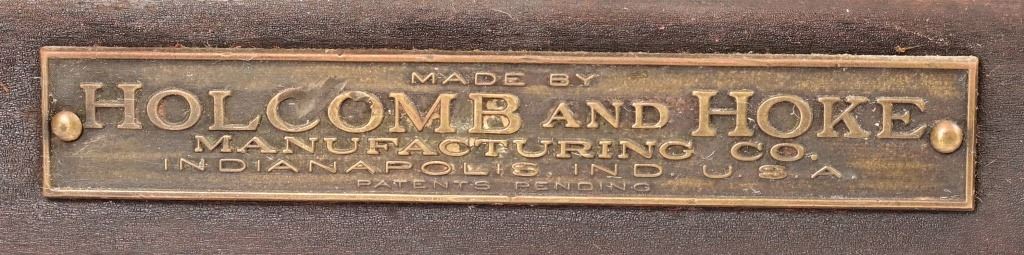 MADE BY
HOLCOMB AND HOKE
MANUFACTURING CO.
INDIANAPOLIS IND. U.S.A
PATENTS PENDING